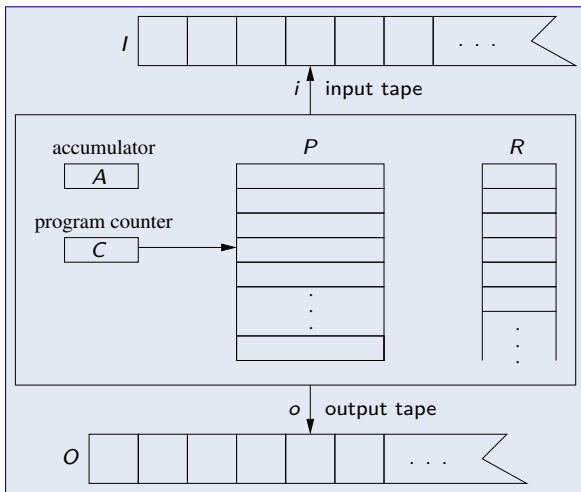 I
. . .
i input tape
accumulator
P
R
A
program counter
C
.
.
.
.
.
.
o output tape
O
. . .